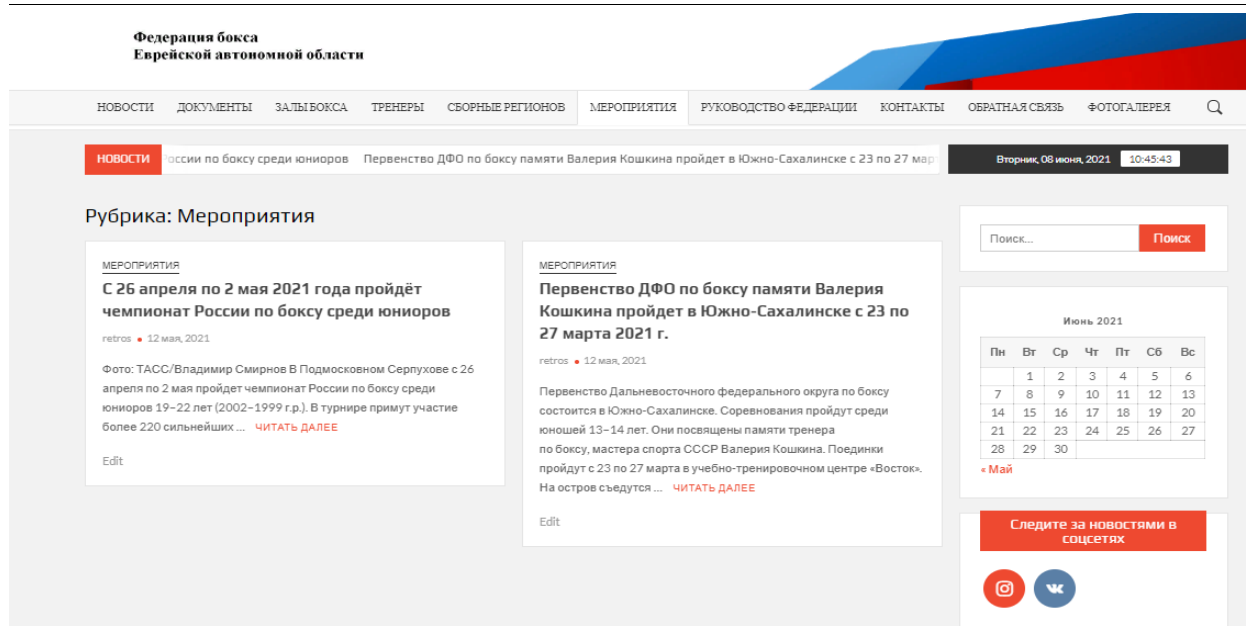 Федерация бокса
Еврейской автономной области
НОВОСТИ ДОКУМЕНТЫ ЗАЛЫ БОКСА ТРЕНЕРЫ СБОРНЫЕ РЕГИОНОВ МЕРОПРИЯТИЯ РУКОВОДСТВО ФЕДЕРАЦИИ КОНТАКТЫ ОБРАТНАЯ СВЯЗЬ ФОТОГАЛЕРЕЯ
НОВОСТИ оссии по боксу среди юниоров Первенство ДФО по боксу памяти Валерия Кошкина пройдет в Южно-Сахалинске с 23 по 27 мар
Вторник, 08 июня, 2021 10:45:43
Рубрика: Мероприятия
МЕРОПРИЯТИЯ
С 26 апреля по 2 мая 2021 года пройдёт
чемпионат России по боксу среди юниоров
retros • 12 мая, 2021
Фото: ТАСС/Владимир Смирнов В Подмосковном Серпухове с 26
апреля по 2 мая пройдет чемпионат России по боксу среди
юниоров 19–22 лет (2002–1999 г.р.). В турнире примут участие
более 220 сильнейших ... ЧИТАТЬ ДАЛЕЕ
Edit
МЕРОПРИЯТИЯ
Первенство ДФО по боксу памяти Валерия
Кошкина пройдет в Южно-Сахалинске с 23 по
27 марта 2021 г.
retros • 12 мая, 2021
Первенство Дальневосточного федерального округа по боксу
состоится в Южно-Сахалинске. Соревнования пройдут среди
юношей 13–14 лет. Они посвящены памяти тренера
по боксу, мастера спорта СССР Валерия Кошкина. Поединки
пройдут с 23 по 27 марта в учебно-тренировочном центре «Восток».
На остров съедутся ... ЧИТАТЬ ДАЛЕЕ
Edit
Поиск... Поиск
Июнь 2021
Пн Вт Ср Чт Пт Сб Вс
1 2 3 4 5 6
7 8 9 10 11 12 13
14 15 16 17 18 19 20
21 22 23 24 25 26 27
28 29 30
« Май
Следите за новостями в
соцсетях